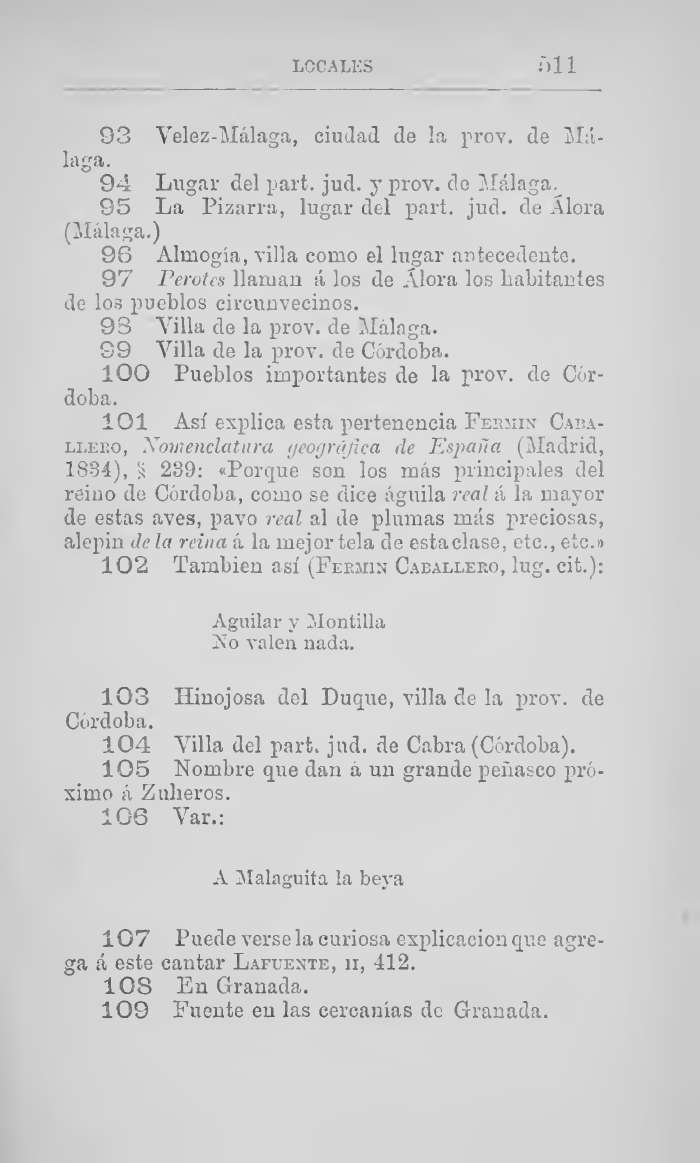 LOCALES 511
93 Velez-Málaga, ciudad de la prov. de Má-
laga.
94 Lugar del part. jud. y prov. de Málaga.
95 La Pizarra, lugar del part. jud. de Álora
(Málaga.)
96 Almogía, villa como el lugar antecedente.
97 Perotes llaman á los de Álora los habitantes
de los pueblos circunvecinos.
98 Villa de la prov. de Málaga.
99 Villa de la prov. de Córdoba.
100 Pueblos importantes de la prov. de Cór-
doba.
101 Así explica esta pertenencia FERMIN CABA-
LLERO, Nomenclatura geográfica de España (Madrid,
1834), § 239: «Porque son los más principales del
reino de Córdoba, como se dice águila real á la mayor
de estas aves, pavo real al de plumas más preciosas,
alepin de la reina á la mejor tela de esta clase, etc., etc.»
102 Tambien así (FERMIN CABALLERO, lug. cit.):
Aguilar y Montilla
No valen nada.
103 Hinojosa del Duque, villa de la prov. de
Córdoba.
104 Villa del part. jud. de Cabra (Córdoba).
105 Nombre que dan á un grande peñasco pró-
ximo á Zuheros.
106 Var.:
A Malaguita la beya
107 Puede verse la curiosa explicacion que agre-
ga á este cantar LAFUENTE, II, 412.
108 En Granada.
109 Fuente en las cercanías de Granada.